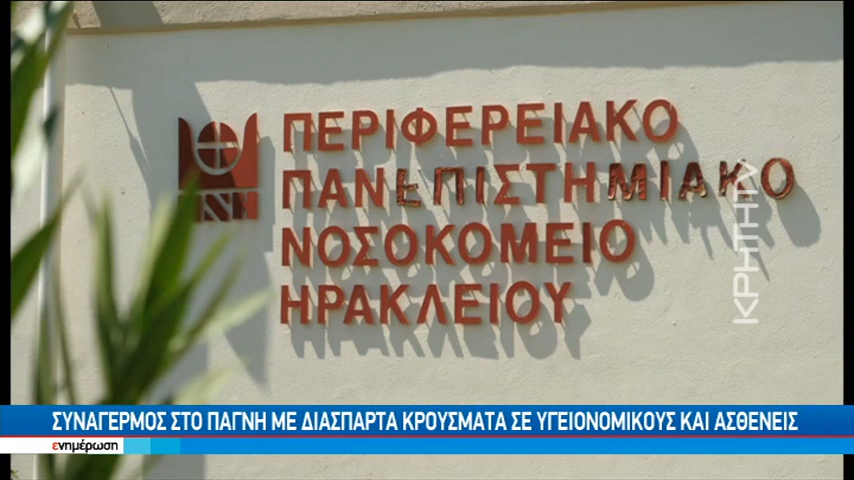 ΠΕΡΙΦΕΡΕΙΑΚΟ
ΠΑΝΕΠΙΣΤΗΜΙΑΚΟ
ΝΟΣΟΚΟΜΕΙΟ
ΗΡΑΚΛΕΙΟΥ
ΚΡΗΤΗTV
ΣΥΝΑΓΕΡΜΟΣ ΣΤΟ ΠΑΓΝΗ ΜΕ ΔΙΑΣΠΑΡΤΑ ΚΡΟΥΣΜΑΤΑ ΣΕ ΥΓΕΙΟΝΟΜΙΚΟΥΣ ΚΑΙ ΑΣΘΕΝΕΙΣ
ενημέρωση